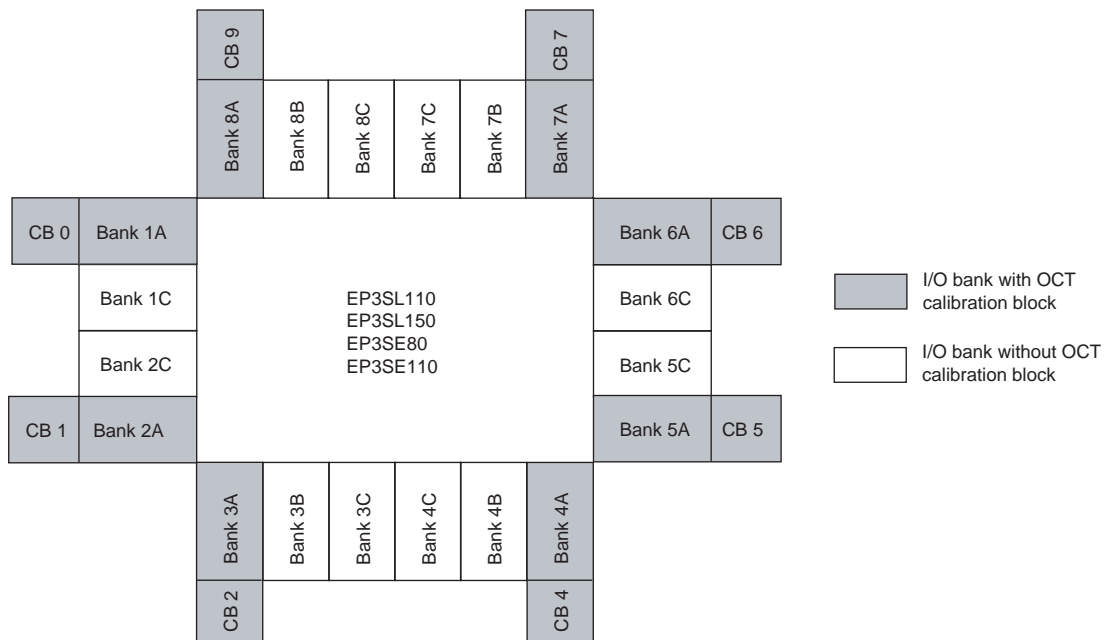 CB 9
CB 7
Bank 8A
Bank 8B
Bank 8C
Bank 7C
Bank 7B
Bank 7A
CB 0
Bank 1A
Bank 6A
CB 6
Bank 1C
Bank 6C
Bank 2C
Bank 5C
CB 1
Bank 2A
Bank 5A
CB 5
EP3SL110
EP3SL150
EP3SE80
EP3SE110
Bank 3A
Bank 3B
Bank 3C
Bank 4C
Bank 4B
Bank 4A
CB 2
CB 4
I/O bank with OCT
calibration block
I/O bank without OCT
calibration block